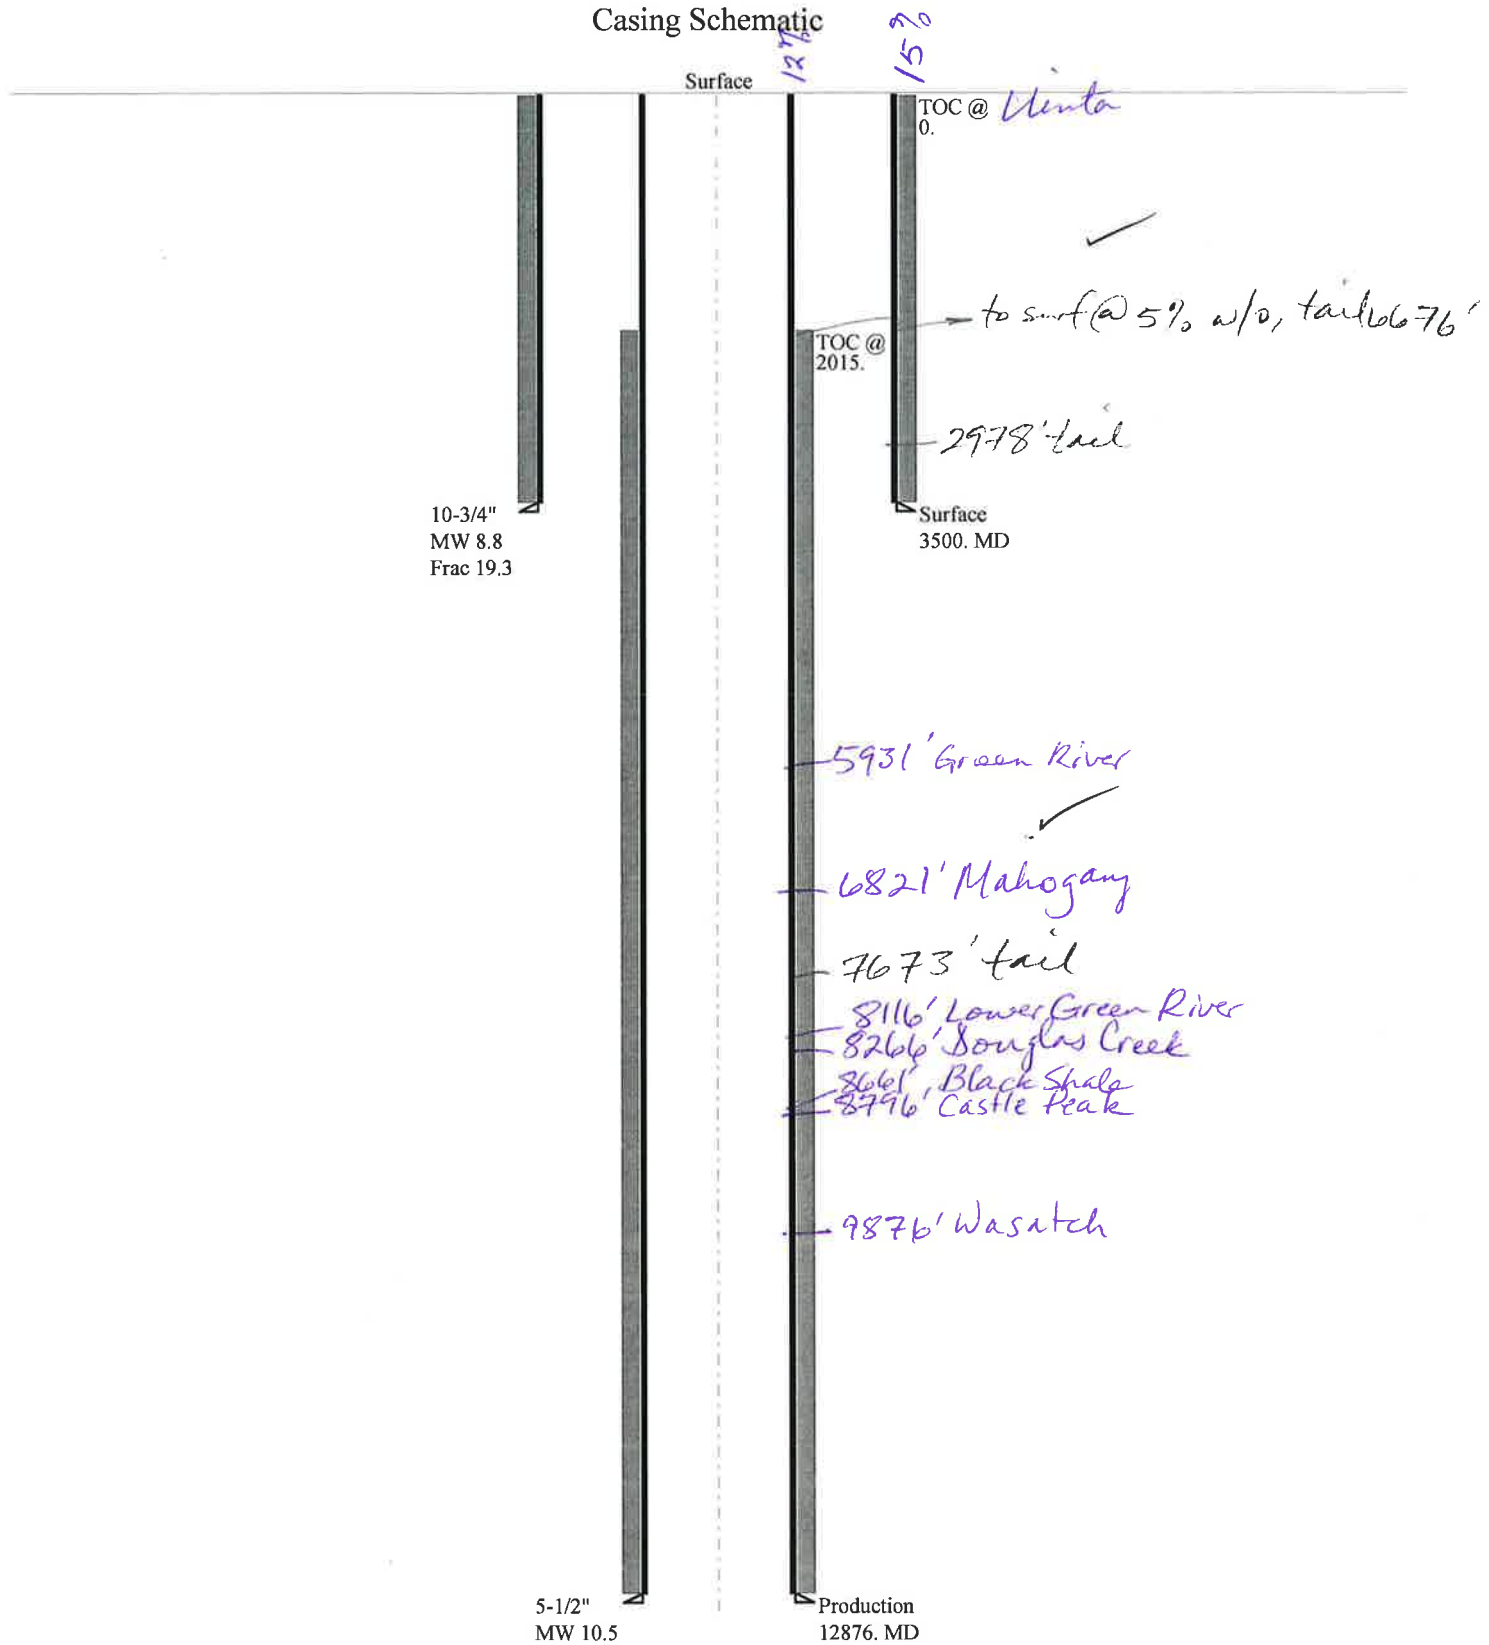 Casing Schematic
12%
15%
Surface
TOC @ Uinta
0.
to surf @ 5% w/o, tail 6676'
TOC @
2015.
2978' tail
10-3/4"
MW 8.8
Frac 19.3
Surface
3500. MD
5931' Green River
6821' Mahogany
7673' tail
8116' Lower Green River
8266' Douglas Creek
8661' Black Shale
8796' Castle Peak
9876' Wasatch
5-1/2"
MW 10.5
Production
12876. MD